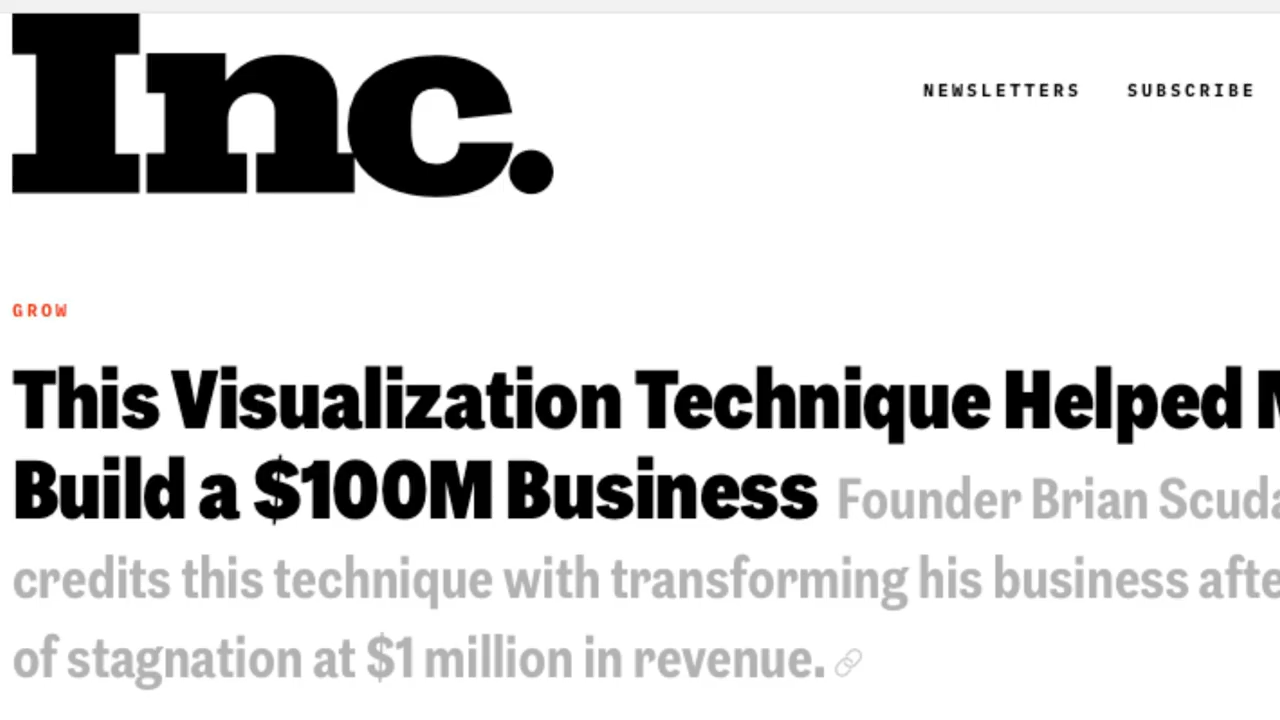 Inc.
NEWSLETTERS SUBSCRIBE
GROW
This Visualization Technique Helped
Build a $100M Business Founder Brian
credits this technique with transforming his business
of stagnation at $1 million in revenue.